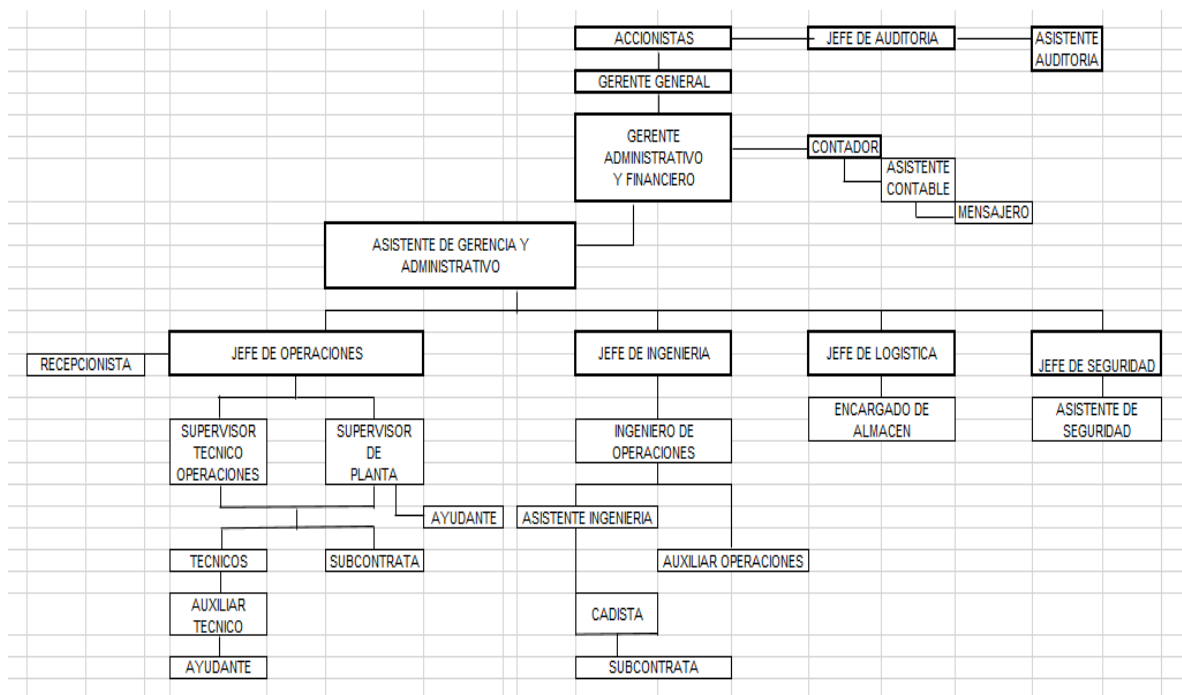 ACCIONISTAS
JEFE DE AUDITORIA
ASISTENTE
AUDITORIA
GERENTE GENERAL
GERENTE
ADMINISTRATIVO
Y FINANCIERO
CONTADOR
ASISTENTE
CONTABLE
MENSAJERO
ASISTENTE DE GERENCIA Y
ADMINISTRATIVO
RECEPCIONISTA
JEFE DE OPERACIONES
JEFE DE INGENIERIA
JEFE DE LOGISTICA
JEFE DE SEGURIDAD
SUPERVISOR
TECNICO
OPERACIONES
SUPERVISOR
DE
PLANTA
INGENIERO DE
OPERACIONES
ENCARGADO DE
ALMACEN
ASISTENTE DE
SEGURIDAD
AYUDANTE
ASISTENTE INGENIERIA
TECNICOS
SUBCONTRATA
AUXILIAR OPERACIONES
AUXILIAR
TECNICO
CADISTA
AYUDANTE
SUBCONTRATA